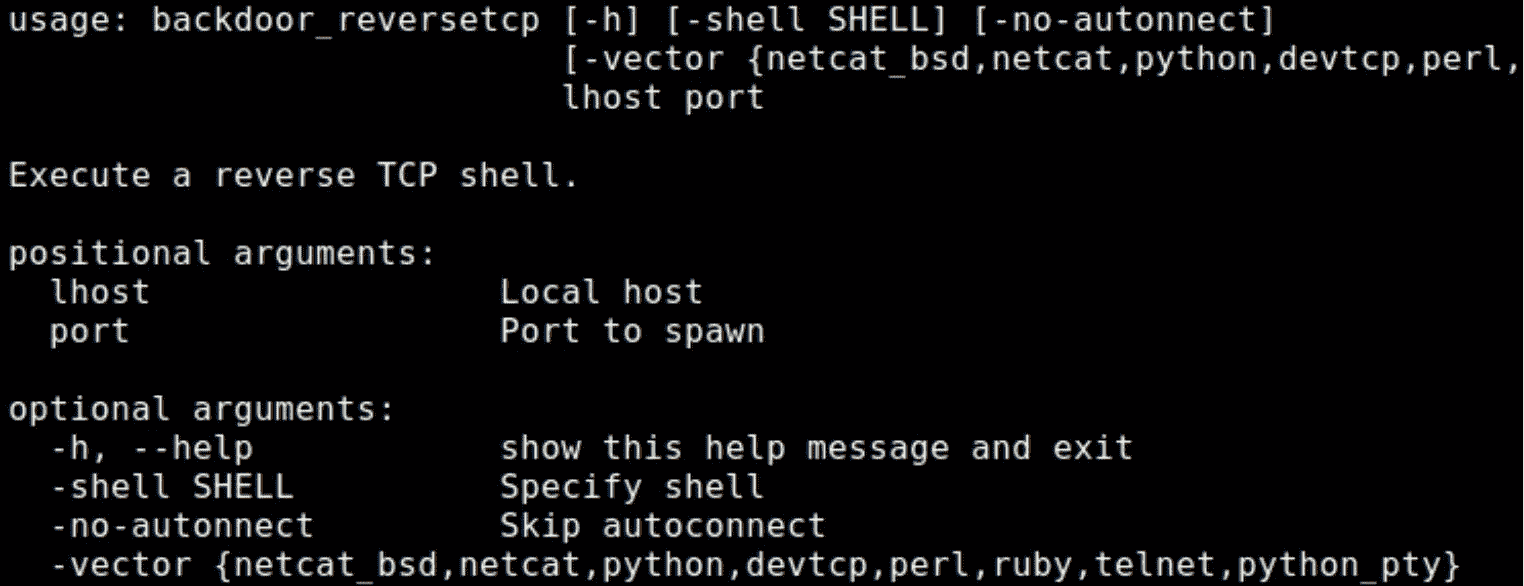 usage: backdoor_reversetcp [-h] [-shell SHELL] [-no-autonnect]
[-vector {netcat_bsd,netcat,python,devtcp,perl,
lhost port
Execute a reverse TCP shell.
positional arguments:
lhost Local host
port Port to spawn
optional arguments:
-h, --help show this help message and exit
-shell SHELL Specify shell
-no-autonnect Skip autoconnect
-vector {netcat_bsd,netcat,python,devtcp,perl,ruby,telnet,python_pty}